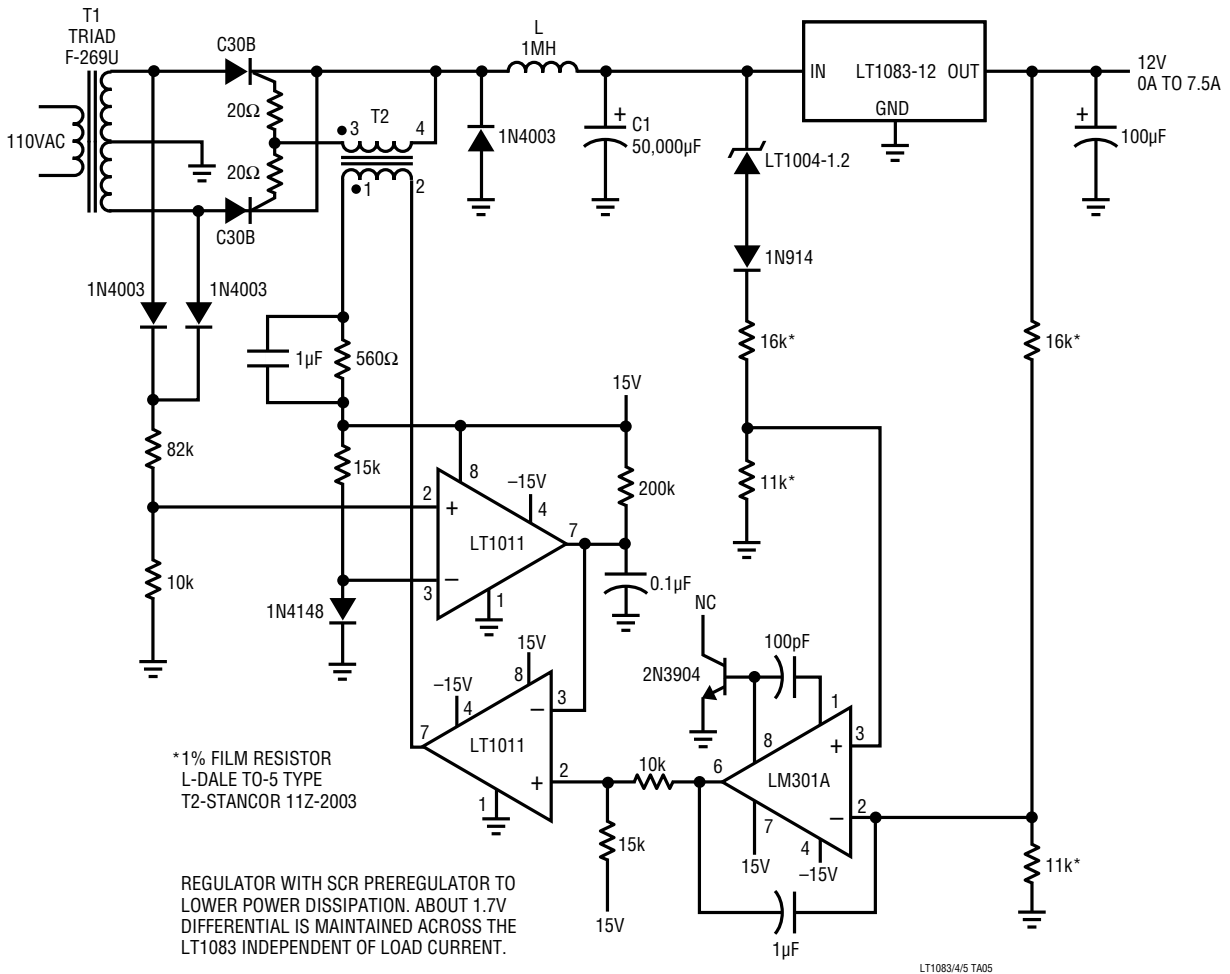 T1
TRIAD
F-269U
C30B
L
1MH
IN
LT1083-12
OUT
GND
12V
0A TO 7.5A
110VAC
20Ω
20Ω
T2
3
4
1
2
1N4003
+
C1
50,000µF
LT1004-1.2
+
100µF
C30B
1N914
1N4003
1N4003
16k*
16k*
1µF
560Ω
15V
82k
15k
8
–15V
4
200k
11k*
2
+
7
LT1011
–
3
1
10k
0.1µF
1N4148
NC
100pF
2N3904
15V
8
–15V
4
3
–
7
LT1011
+
2
1
10k
6
8
1
+
3
LM301A
–
2
7
4
15V
–15V
15k
15V
11k*
1µF
*1% FILM RESISTOR
L-DALE TO-5 TYPE
T2-STANCOR 11Z-2003
REGULATOR WITH SCR PREREGULATOR TO
LOWER POWER DISSIPATION. ABOUT 1.7V
DIFFERENTIAL IS MAINTAINED ACROSS THE
LT1083 INDEPENDENT OF LOAD CURRENT.
LT1083/4/5 TA05